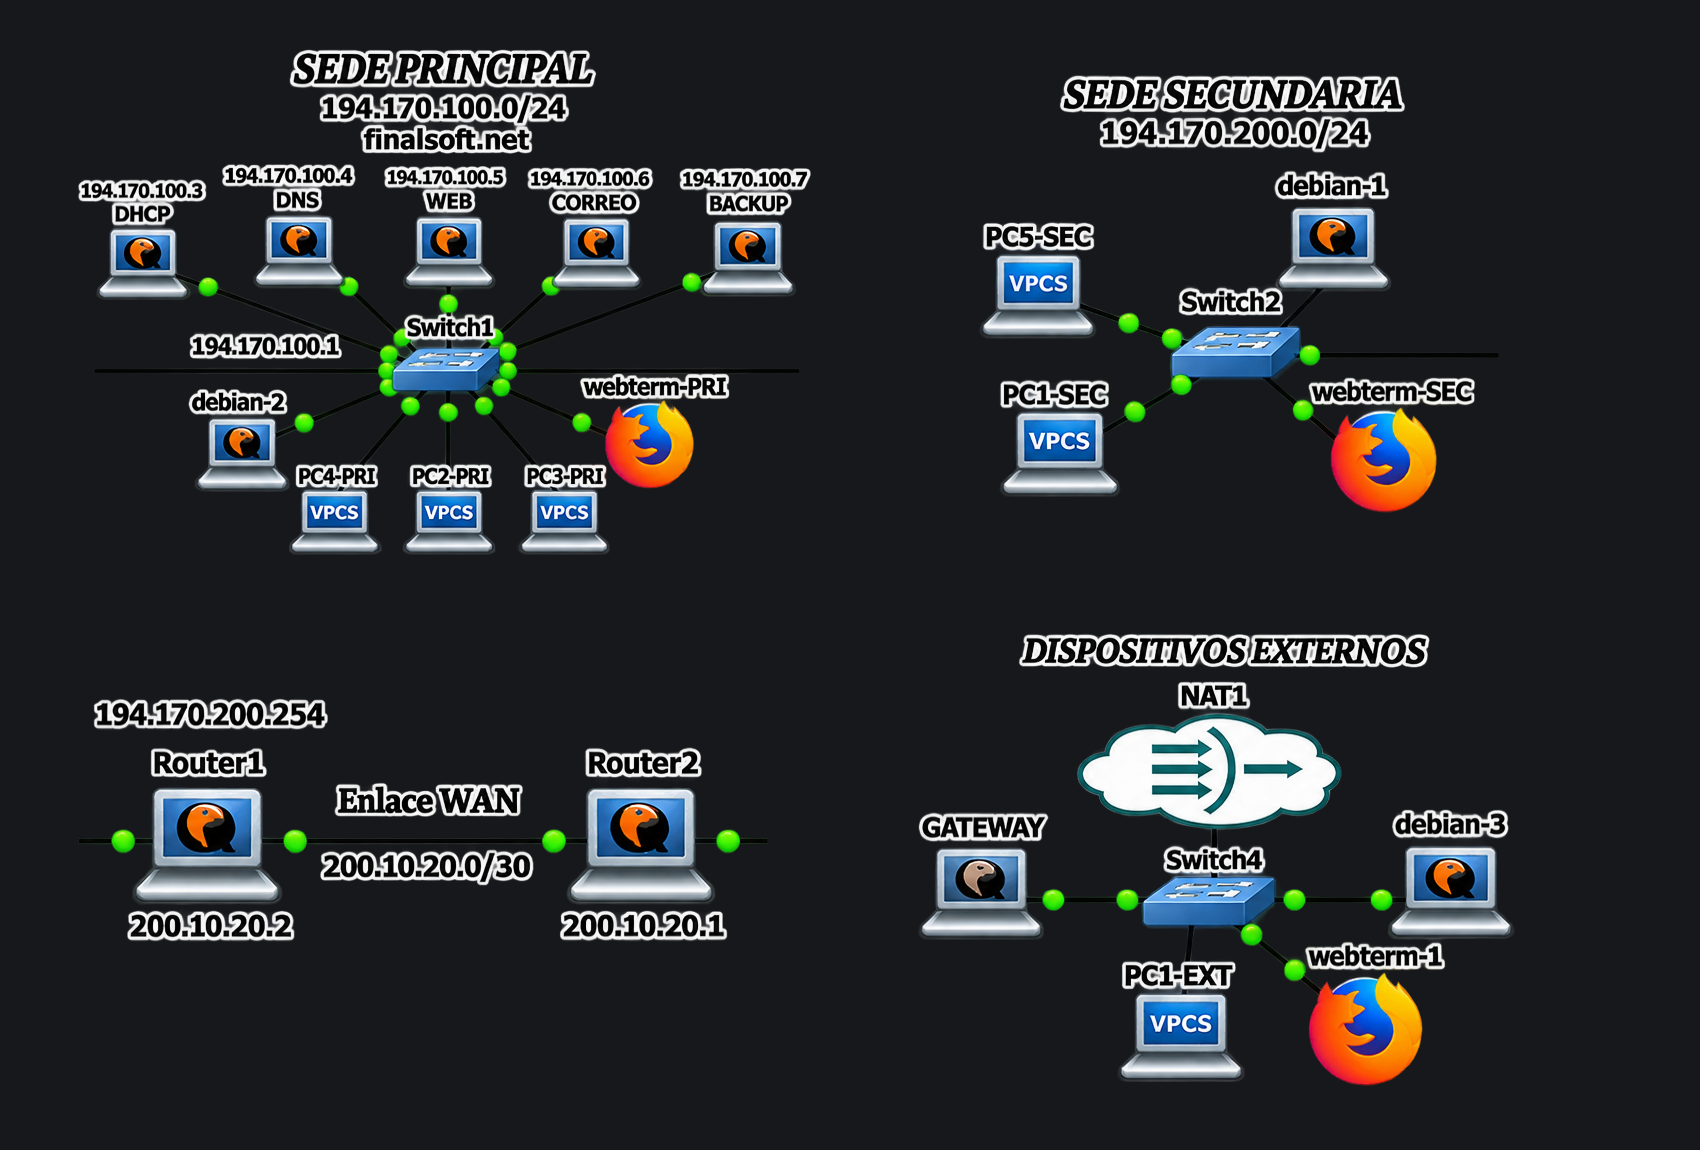 SEDE PRINCIPAL
194.170.100.0/24
finalsoft.net
194.170.100.3
DHCP
194.170.100.4
DNS
194.170.100.5
WEB
194.170.100.6
CORREO
194.170.100.7
BACKUP
Switch1
194.170.100.1
debian-2
webterm-PRI
PC4-PRI
PC2-PRI
PC3-PRI
VPCS
VPCS
VPCS
SEDE SECUNDARIA
194.170.200.0/24
debian-1
PC5-SEC
VPCS
Switch2
PC1-SEC
VPCS
webterm-SEC
194.170.200.254
Router1
200.10.20.2
Enlace WAN
200.10.20.0/30
Router2
200.10.20.1
DISPOSITIVOS EXTERNOS
NAT1
GATEWAY
Switch4
debian-3
webterm-1
PC1-EXT
VPCS